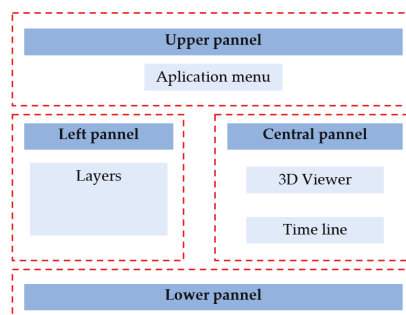 Upper pannel
Aplication menu
Left pannel
Layers
Central pannel
3D Viewer
Time line
Lower pannel